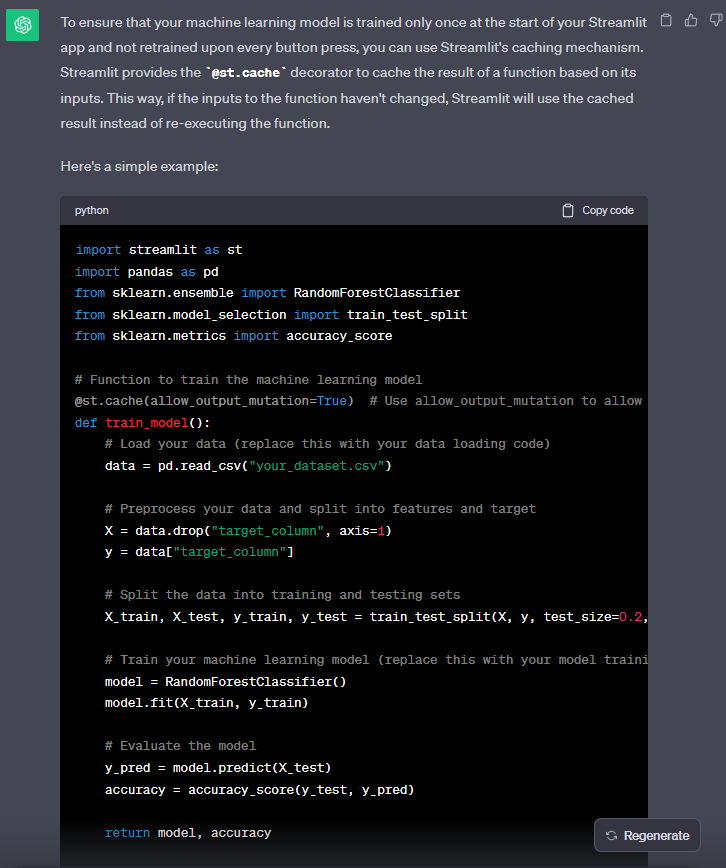 To ensure that your machine learning model is trained only once at the start of your Streamlit
app and not retrained upon every button press, you can use Streamlit's caching mechanism.
Streamlit provides the `@st.cache` decorator to cache the result of a function based on its
inputs. This way, if the inputs to the function haven't changed, Streamlit will use the cached
result instead of re-executing the function.
Here's a simple example:
python
Copy code
import streamlit as st
import pandas as pd
from sklearn.ensemble import RandomForestClassifier
from sklearn.model_selection import train_test_split
from sklearn.metrics import accuracy_score
# Function to train the machine learning model
@st.cache(allow_output_mutation=True)  # Use allow_output_mutation to allow
def train_model():
    # Load your data (replace this with your data loading code)
    data = pd.read_csv("your_dataset.csv")
    # Preprocess your data and split into features and target
    X = data.drop("target_column", axis=1)
    y = data["target_column"]
    # Split the data into training and testing sets
    X_train, X_test, y_train, y_test = train_test_split(X, y, test_size=0.2,
    # Train your machine learning model (replace this with your model traini
    model = RandomForestClassifier()
    model.fit(X_train, y_train)
    # Evaluate the model
    y_pred = model.predict(X_test)
    accuracy = accuracy_score(y_test, y_pred)
    return model, accuracy
Regenerate